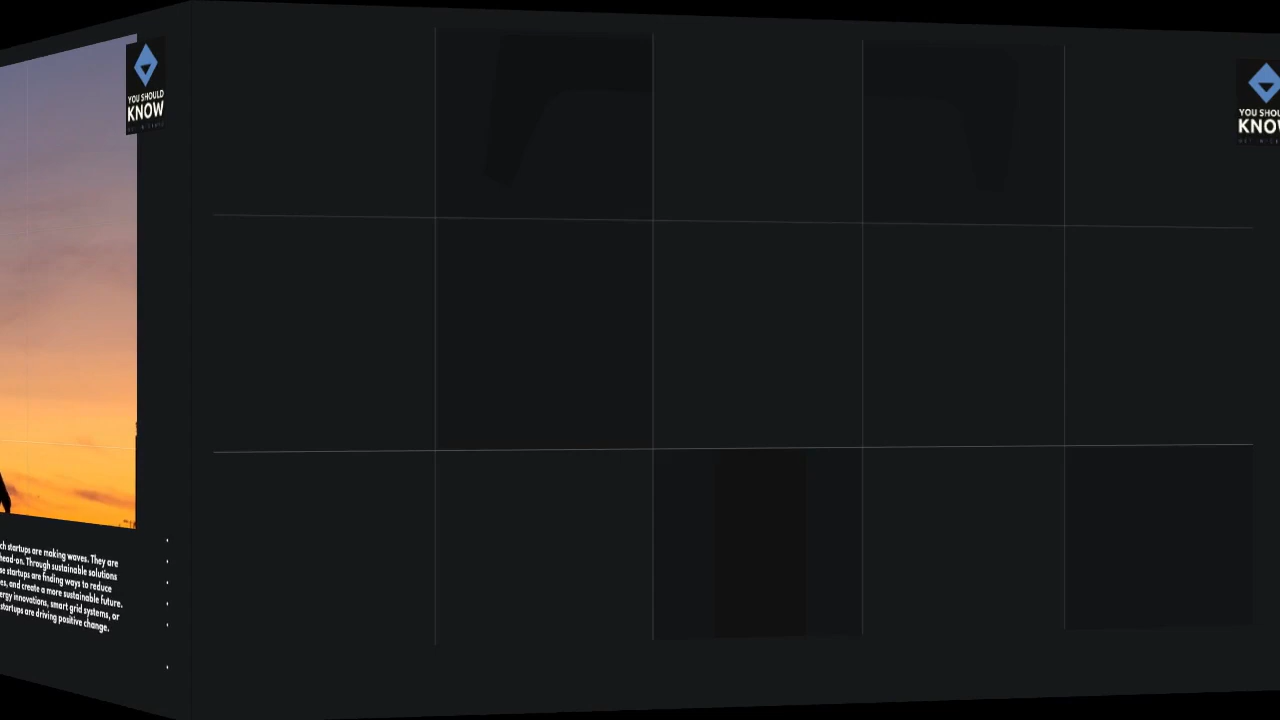 YOU SHOULD
KNOW
ch startups are making waves. They are
head-on. Through sustainable solutions
se startups are finding ways to reduce
es, and create a more sustainable future.
ergy innovations, smart grid systems, or
startups are driving positive change.
YOU SHOU
KNOW